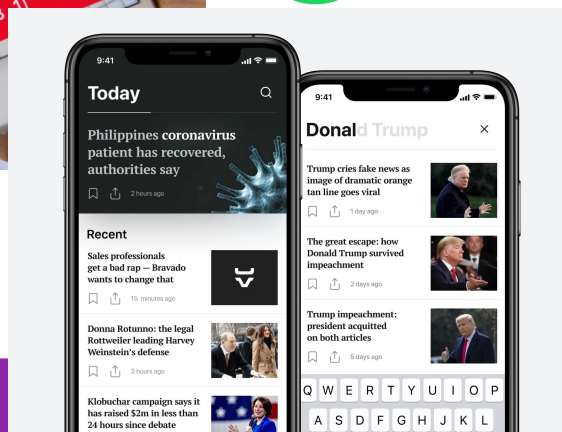 9:41
Today
Philippines coronavirus
patient has recovered,
authorities say
2 hours ago
Recent
Sales professionals
get a bad rap — Bravado
wants to change that
15 minutes ago
Donna Rotunno: the legal
Rottweiler leading Harvey
Weinstein's defense
3 hours ago
Klobuchar campaign says it
has raised $2m in less than
24 hours since debate
9:41
Donald Trump
Trump cries fake news as
image of dramatic orange
tan line goes viral
1 day ago
The great escape: how
Donald Trump survived
impeachment
2 days ago
Trump impeachment:
president acquitted
on both articles
5 days ago
Q W E R T Y U I O P
A S D F G H J K L